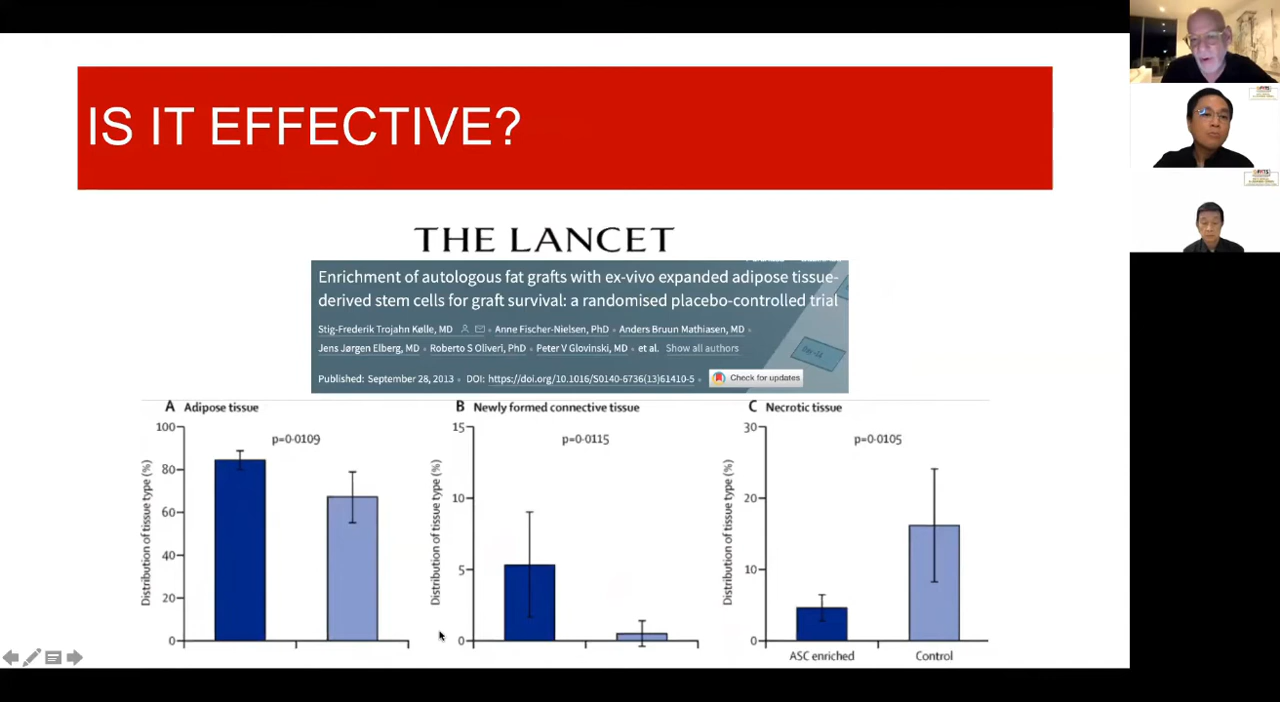 IS IT EFFECTIVE?
THE LANCET
Enrichment of autologous fat grafts with ex-vivo expanded adipose tissue-
derived stem cells for graft survival: a randomised placebo-controlled trial
Stig-Frederik Trojahn Kølle, MD • Anne Fischer-Nielsen, PhD • Anders Bruun Mathiasen, MD •
Jens Jørgen Elberg, MD • Roberto S Oliveri, PhD • Peter V Glovinski, MD • et al. Show all authors
Published: September 28, 2013 • DOI: https://doi.org/10.1016/S0140-6736(13)61410-5 •
Check for updates
A Adipose tissue
p=0·0109
Distribution of tissue type (%)
100
80
60
40
20
0
B Newly formed connective tissue
p=0·0115
Distribution of tissue type (%)
15
10
5
0
C Necrotic tissue
p=0·0105
Distribution of tissue type (%)
30
20
10
0
ASC enriched
Control